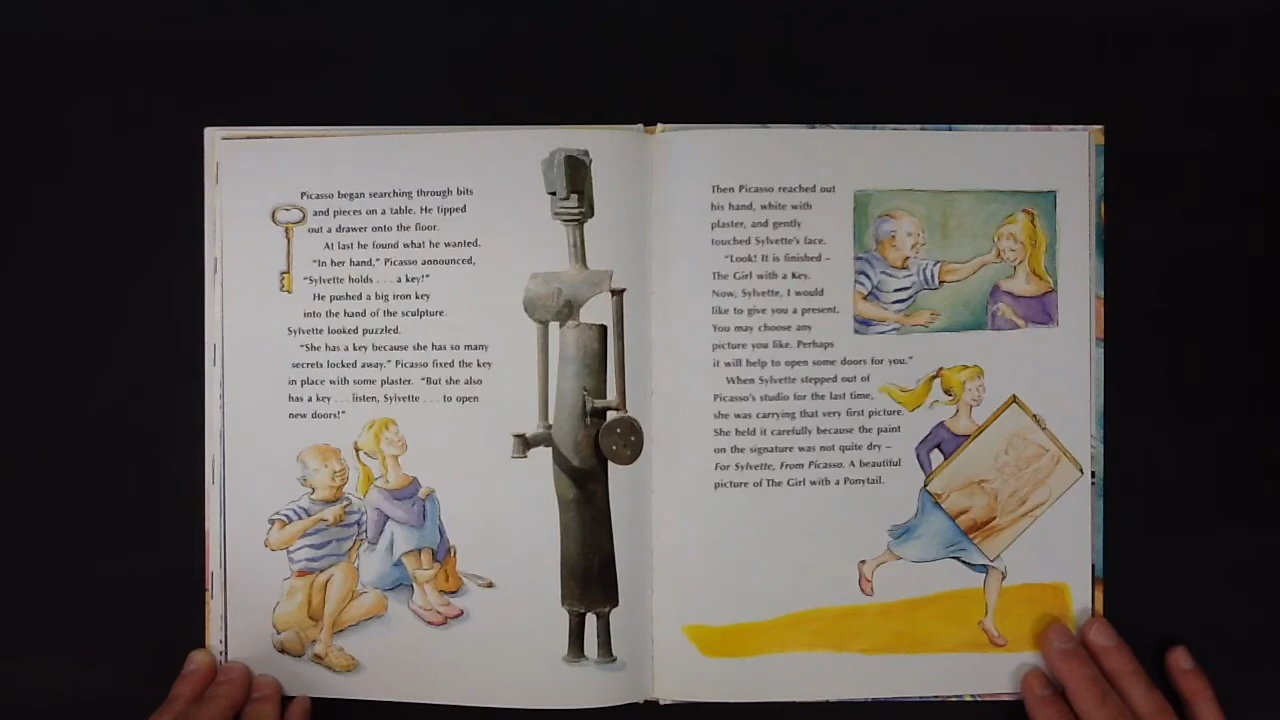 Picasso began searching through bits
and pieces on a table. He tipped
out a drawer onto the floor.
At last he found what he wanted.
"In her hand," Picasso announced,
"Sylvette holds . . . a key!"
He pushed a big iron key
into the hand of the sculpture.
Sylvette looked puzzled.
"She has a key because she has so many
secrets locked away." Picasso fixed the key
in place with some plaster. "But she also
has a key . . . listen, Sylvette . . . to open
new doors!"
Then Picasso reached out
his hand, white with
plaster, and gently
touched Sylvette's face.
"Look! It is finished –
The Girl with a Key.
Now, Sylvette, I would
like to give you a present.
You may choose any
picture you like. Perhaps
it will help to open some doors for you."
When Sylvette stepped out of
Picasso's studio for the last time,
she was carrying that very first picture.
She held it carefully because the paint
on the signature was not quite dry –
For Sylvette, From Picasso. A beautiful
picture of The Girl with a Ponytail.